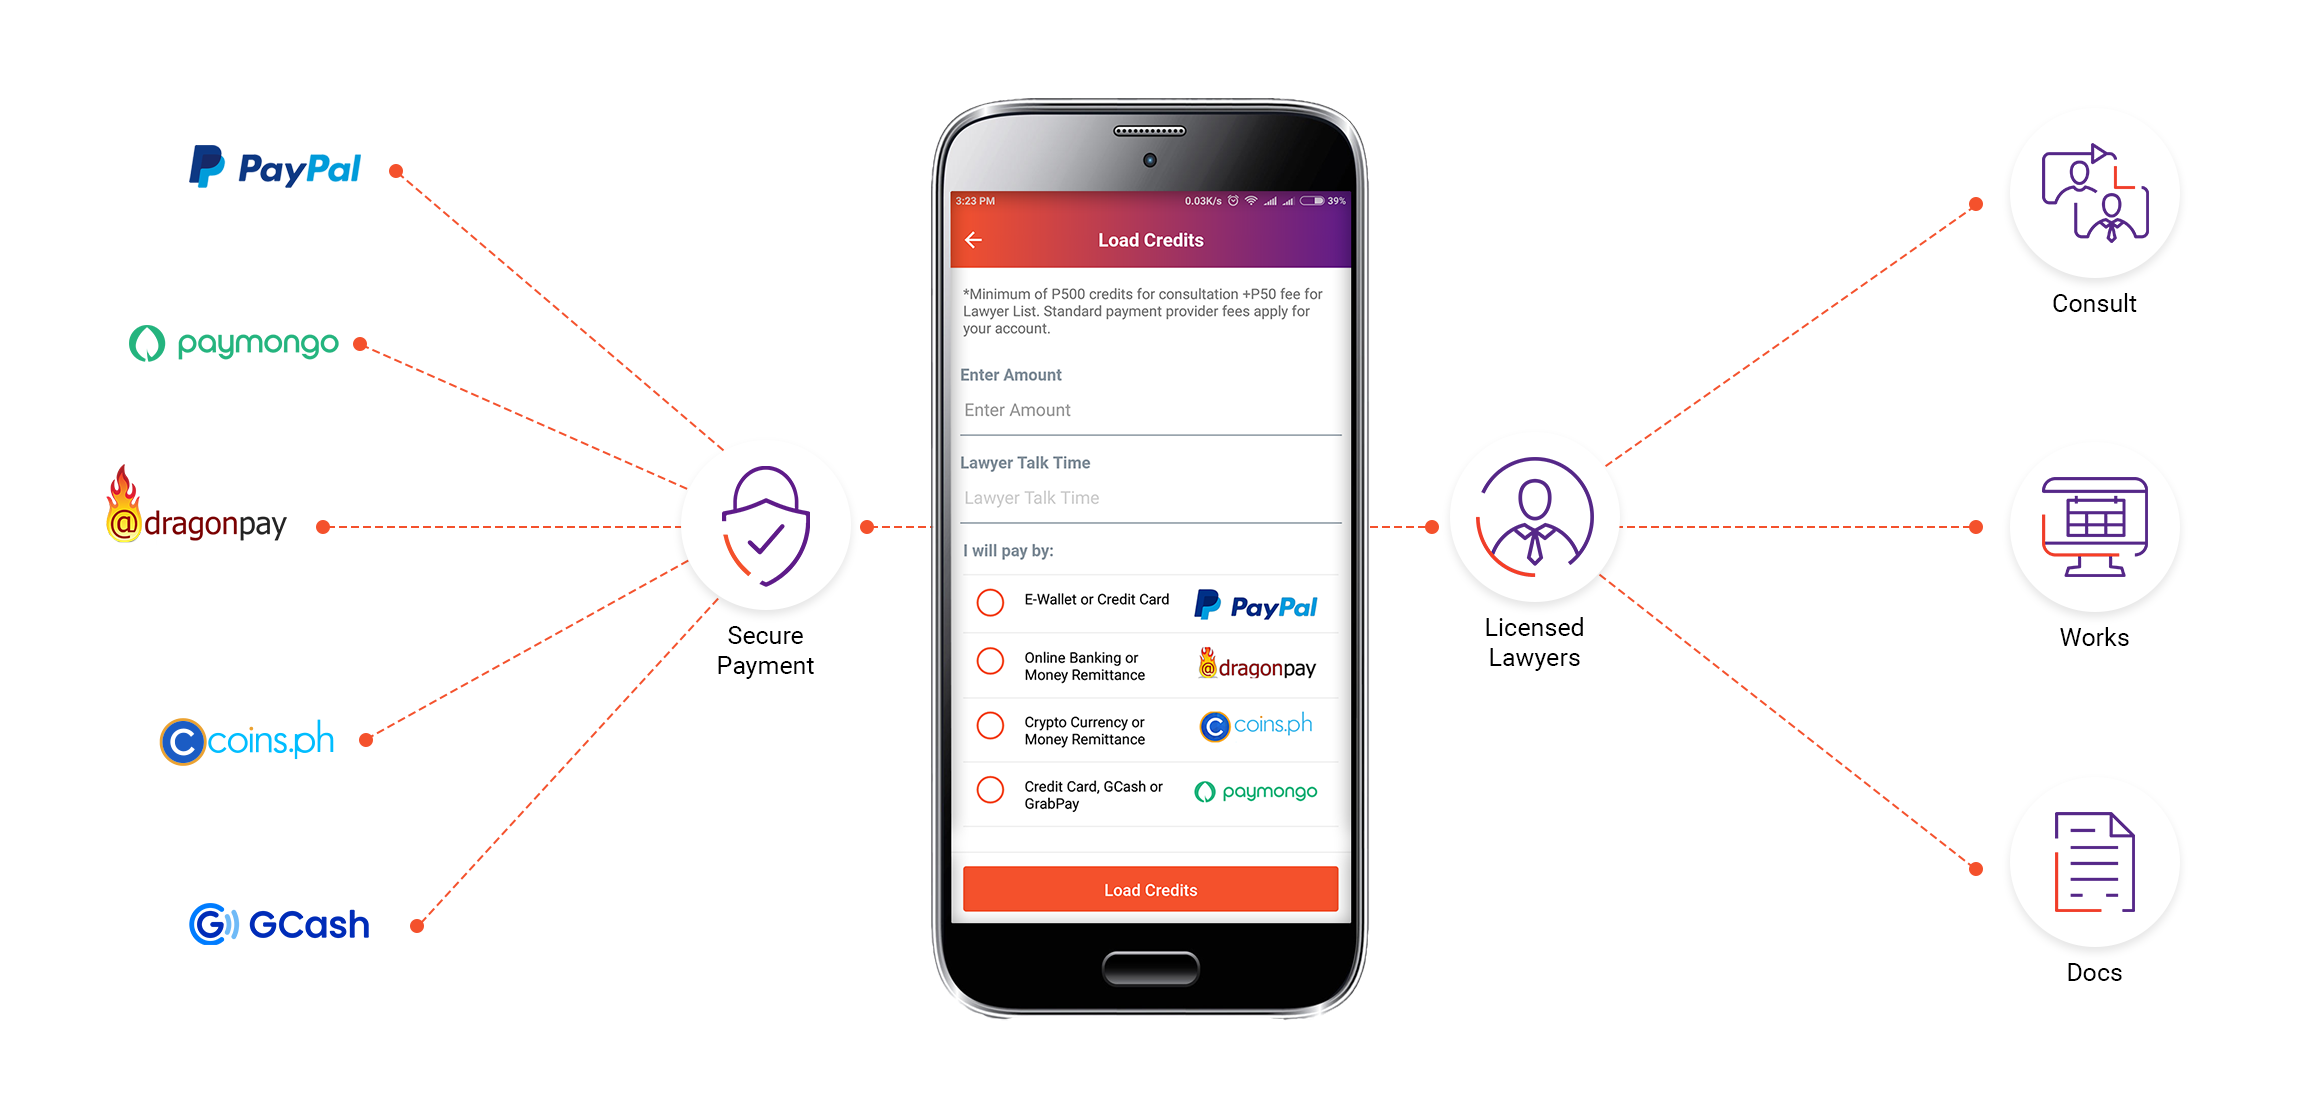 PayPal
paymongo
@dragonpay
coins.ph
GCash
Secure
Payment
3:23 PM
0.03K/s 39%
Load Credits
*Minimum of P500 credits for consultation +P50 fee for
Lawyer List. Standard payment provider fees apply for
your account.
Enter Amount
Enter Amount
Lawyer Talk Time
Lawyer Talk Time
I will pay by:
E-Wallet or Credit Card
PayPal
Online Banking or
Money Remittance
@dragonpay
Crypto Currency or
Money Remittance
coins.ph
Credit Card, GCash or
GrabPay
paymongo
Load Credits
Licensed
Lawyers
Consult
Works
Docs